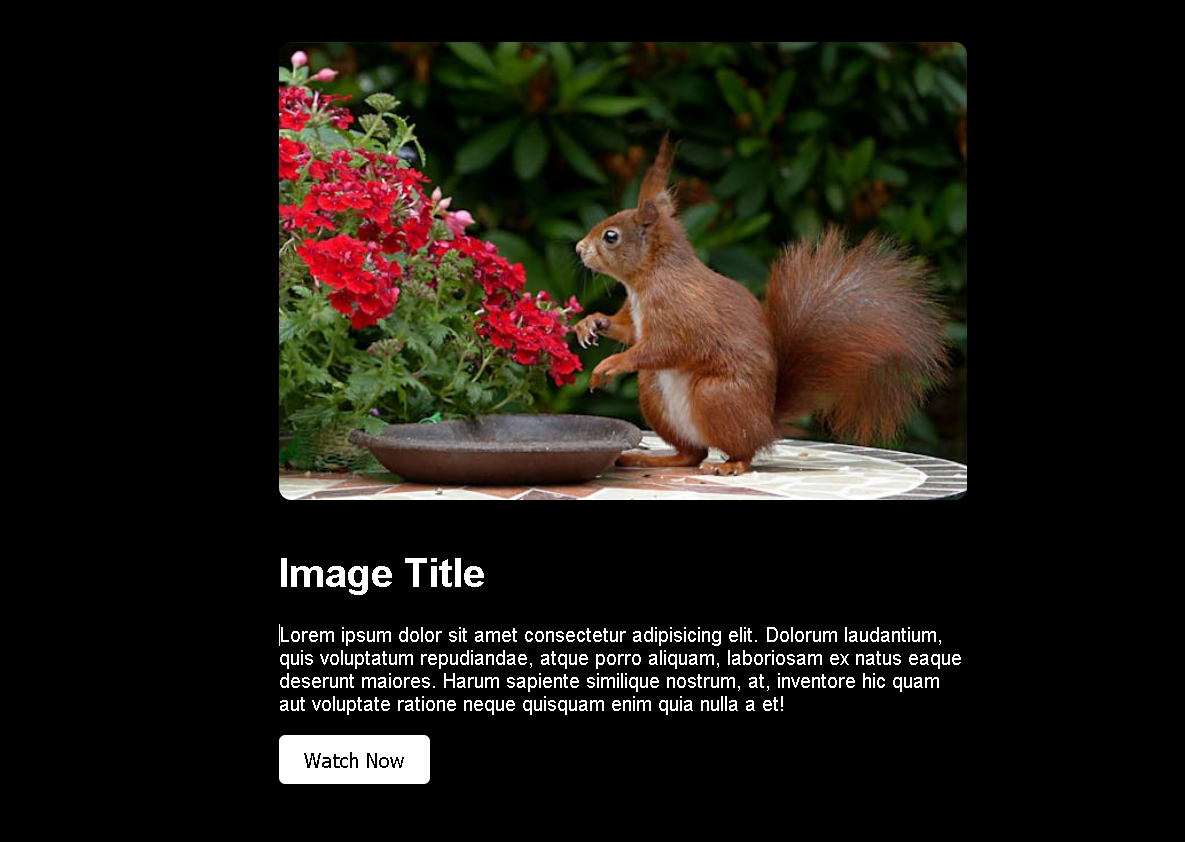 Image Title
Lorem ipsum dolor sit amet consectetur adipisicing elit. Dolorum laudantium,
quis voluptatum repudiandae, atque porro aliquam, laboriosam ex natus eaque
deserunt maiores. Harum sapiente similique nostrum, at, inventore hic quam
aut voluptate ratione neque quisquam enim quia nulla a et!
Watch Now